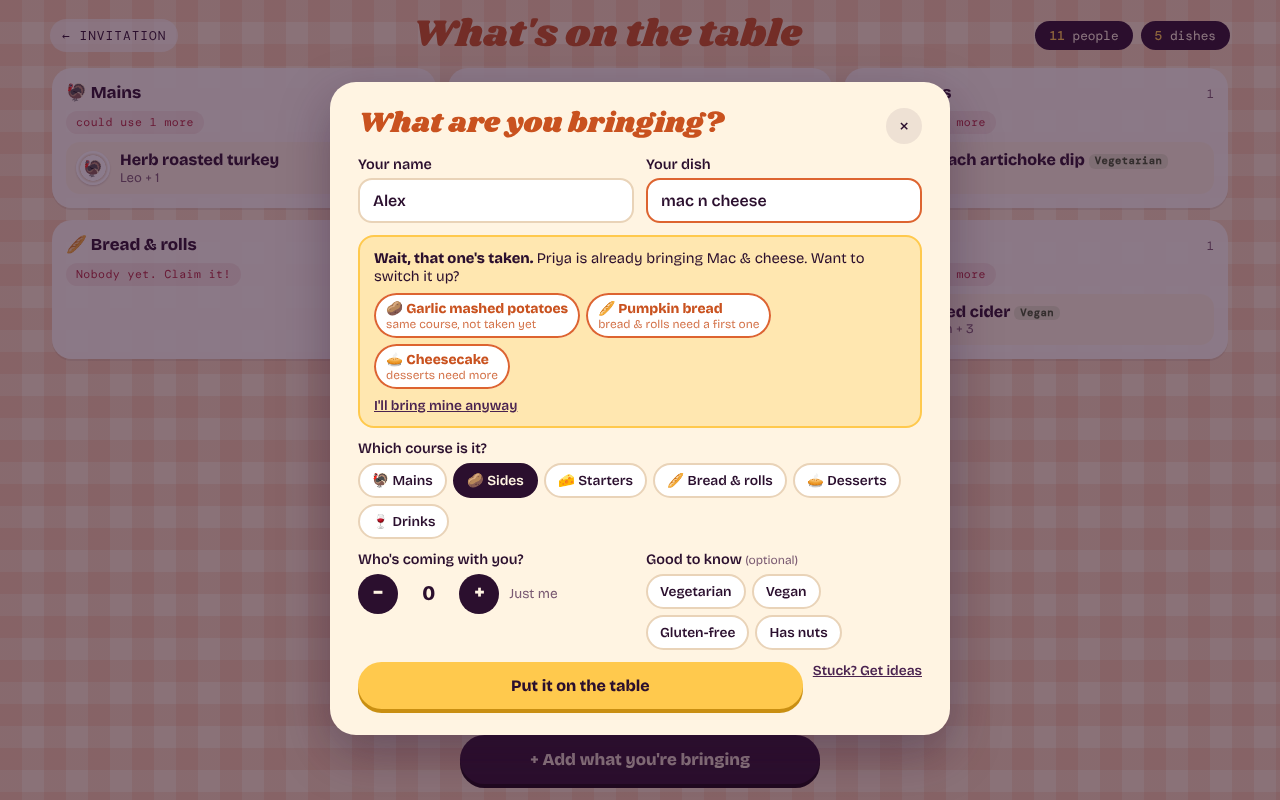 ← INVITATION
What's on the table
11 people
5 dishes
🦃 Mains
1
could use 1 more
more
Herb roasted turkey
Leo + 1
artichoke dip
Vegetarian
🥖 Bread & rolls
1
Nobody yet. Claim it!
more
cider
Vegan
+ 3
What are you bringing?
×
Your name
Your dish
Alex
mac n cheese
Wait, that one's taken. Priya is already bringing Mac & cheese. Want to
switch it up?
🥔 Garlic mashed potatoes
same course, not taken yet
🥖 Pumpkin bread
bread & rolls need a first one
🥧 Cheesecake
desserts need more
I'll bring mine anyway
Which course is it?
🦃 Mains
🥔 Sides
🧀 Starters
🥖 Bread & rolls
🥧 Desserts
🍷 Drinks
Who's coming with you?
Good to know (optional)
−
0
+
Just me
Vegetarian
Vegan
Gluten-free
Has nuts
Put it on the table
Stuck? Get ideas
+ Add what you're bringing